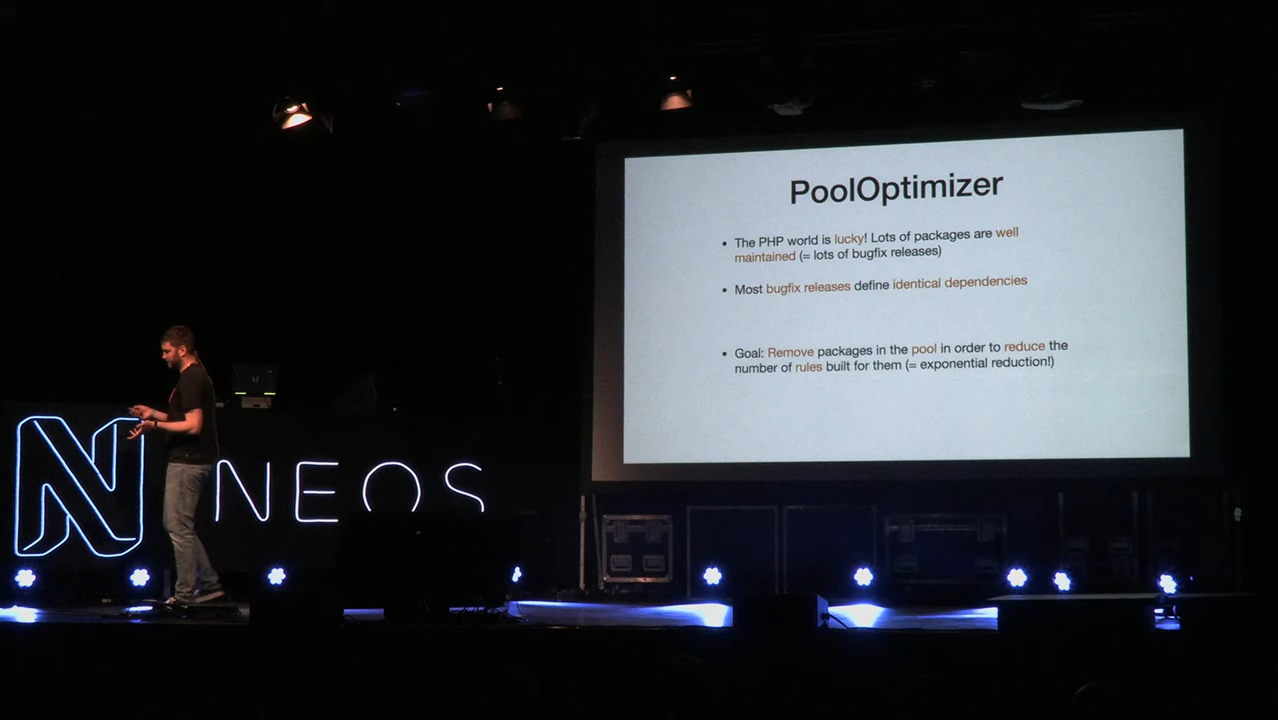 PoolOptimizer
• The PHP world is lucky! Lots of packages are well
maintained (= lots of bugfix releases)
• Most bugfix releases define identical dependencies
• Goal: Remove packages in the pool in order to reduce the
number of rules built for them (= exponential reduction!)
N NEOS